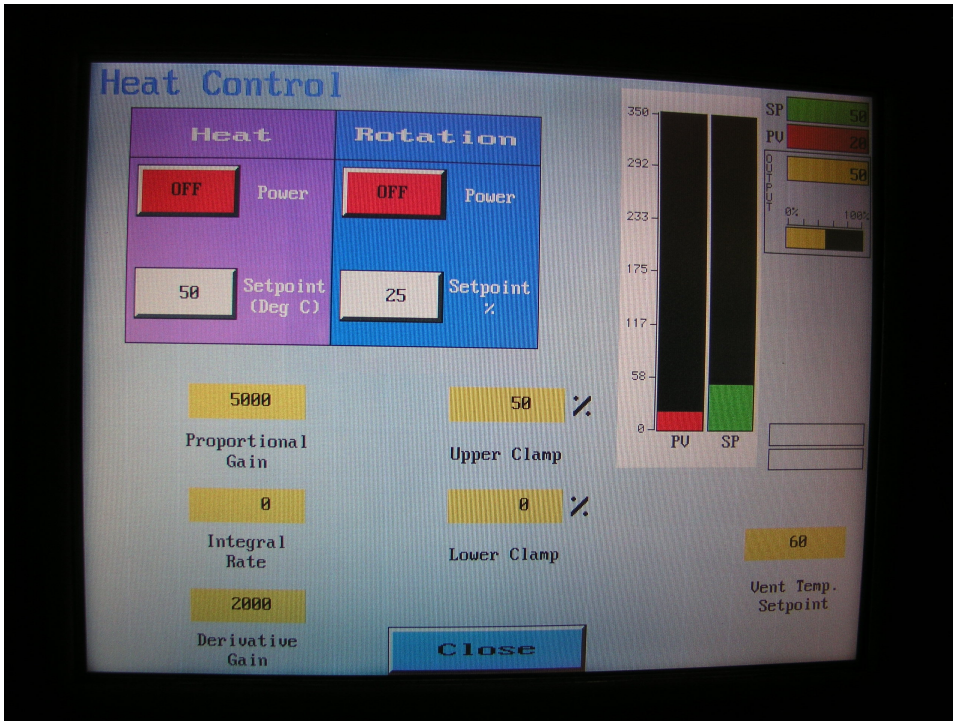 Heat Control
Heat
Rotation
OFF
Power
OFF
Power
50
Setpoint
(Deg C)
25
Setpoint
%
5000
Proportional
Gain
0
Integral
Rate
2000
Derivative
Gain
50 %
Upper Clamp
0 %
Lower Clamp
Close
350
292
233
175
117
58
0
PV
SP
SP 50
PV 20
OUTPUT
50
0% 100%
60
Vent Temp.
Setpoint